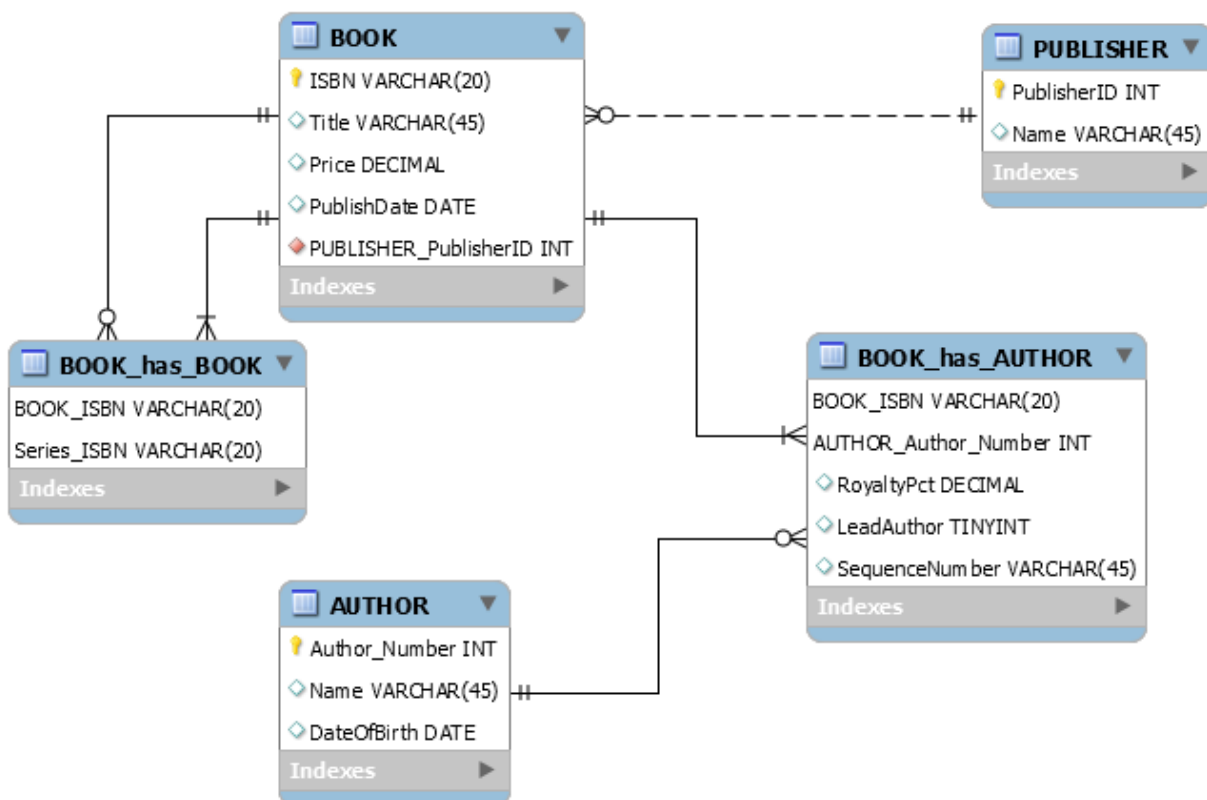 BOOK
ISBN VARCHAR(20)
Title VARCHAR(45)
Price DECIMAL
PublishDate DATE
PUBLISHER_PublisherID INT
Indexes
PUBLISHER
PublisherID INT
Name VARCHAR(45)
Indexes
BOOK_has_BOOK
BOOK_ISBN VARCHAR(20)
Series_ISBN VARCHAR(20)
Indexes
BOOK_has_AUTHOR
BOOK_ISBN VARCHAR(20)
AUTHOR_Author_Number INT
RoyaltyPct DECIMAL
LeadAuthor TINYINT
SequenceNumber VARCHAR(45)
Indexes
AUTHOR
Author_Number INT
Name VARCHAR(45)
DateOfBirth DATE
Indexes